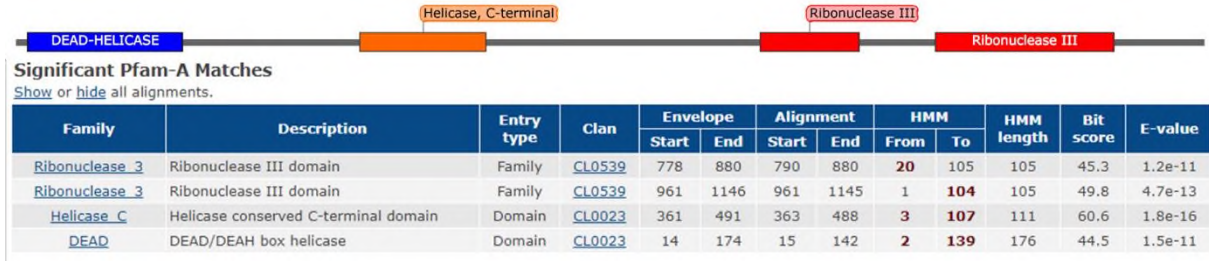 Helicase, C-terminal Ribonuclease III
DEAD-HELICASE Ribonuclease III
Significant Pfam-A Matches
Show or hide all alignments.
Family Description Entry type Clan Envelope Alignment HMM HMM length Bit score E-value
Start End Start End From To
Ribonuclease_3 Ribonuclease III domain Family CL0539 778 880 790 880 20 105 105 45.3 1.2e-11
Ribonuclease_3 Ribonuclease III domain Family CL0539 961 1146 961 1145 1 104 105 49.8 4.7e-13
Helicase_C Helicase conserved C-terminal domain Domain CL0023 361 491 363 488 3 107 111 60.6 1.8e-16
DEAD DEAD/DEAH box helicase Domain CL0023 14 174 15 142 2 139 176 44.5 1.5e-11